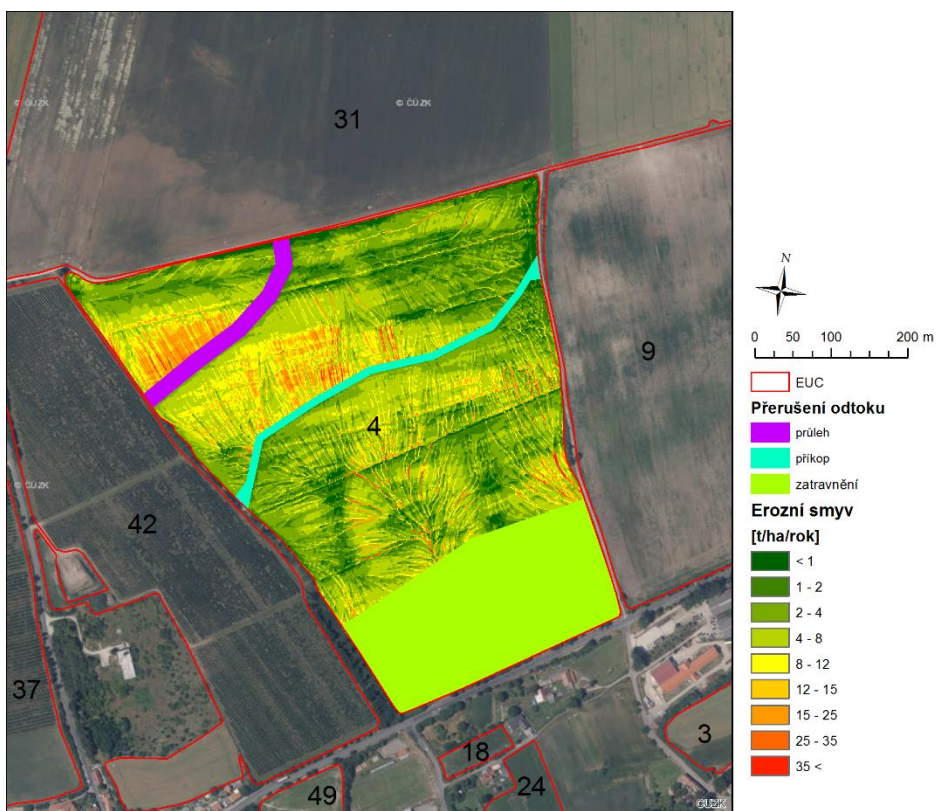 © ČÚZK
© ČÚZK
31
9
4
© ČÚZK
42
37
18
3
24
49
©ČÚZK
N
0 50 100 200 m
EUC
Přerušení odtoku
průleh
příkop
zatravnění
Erozní smyv
[t/ha/rok]
< 1
1 - 2
2 - 4
4 - 8
8 - 12
12 - 15
15 - 25
25 - 35
35 <